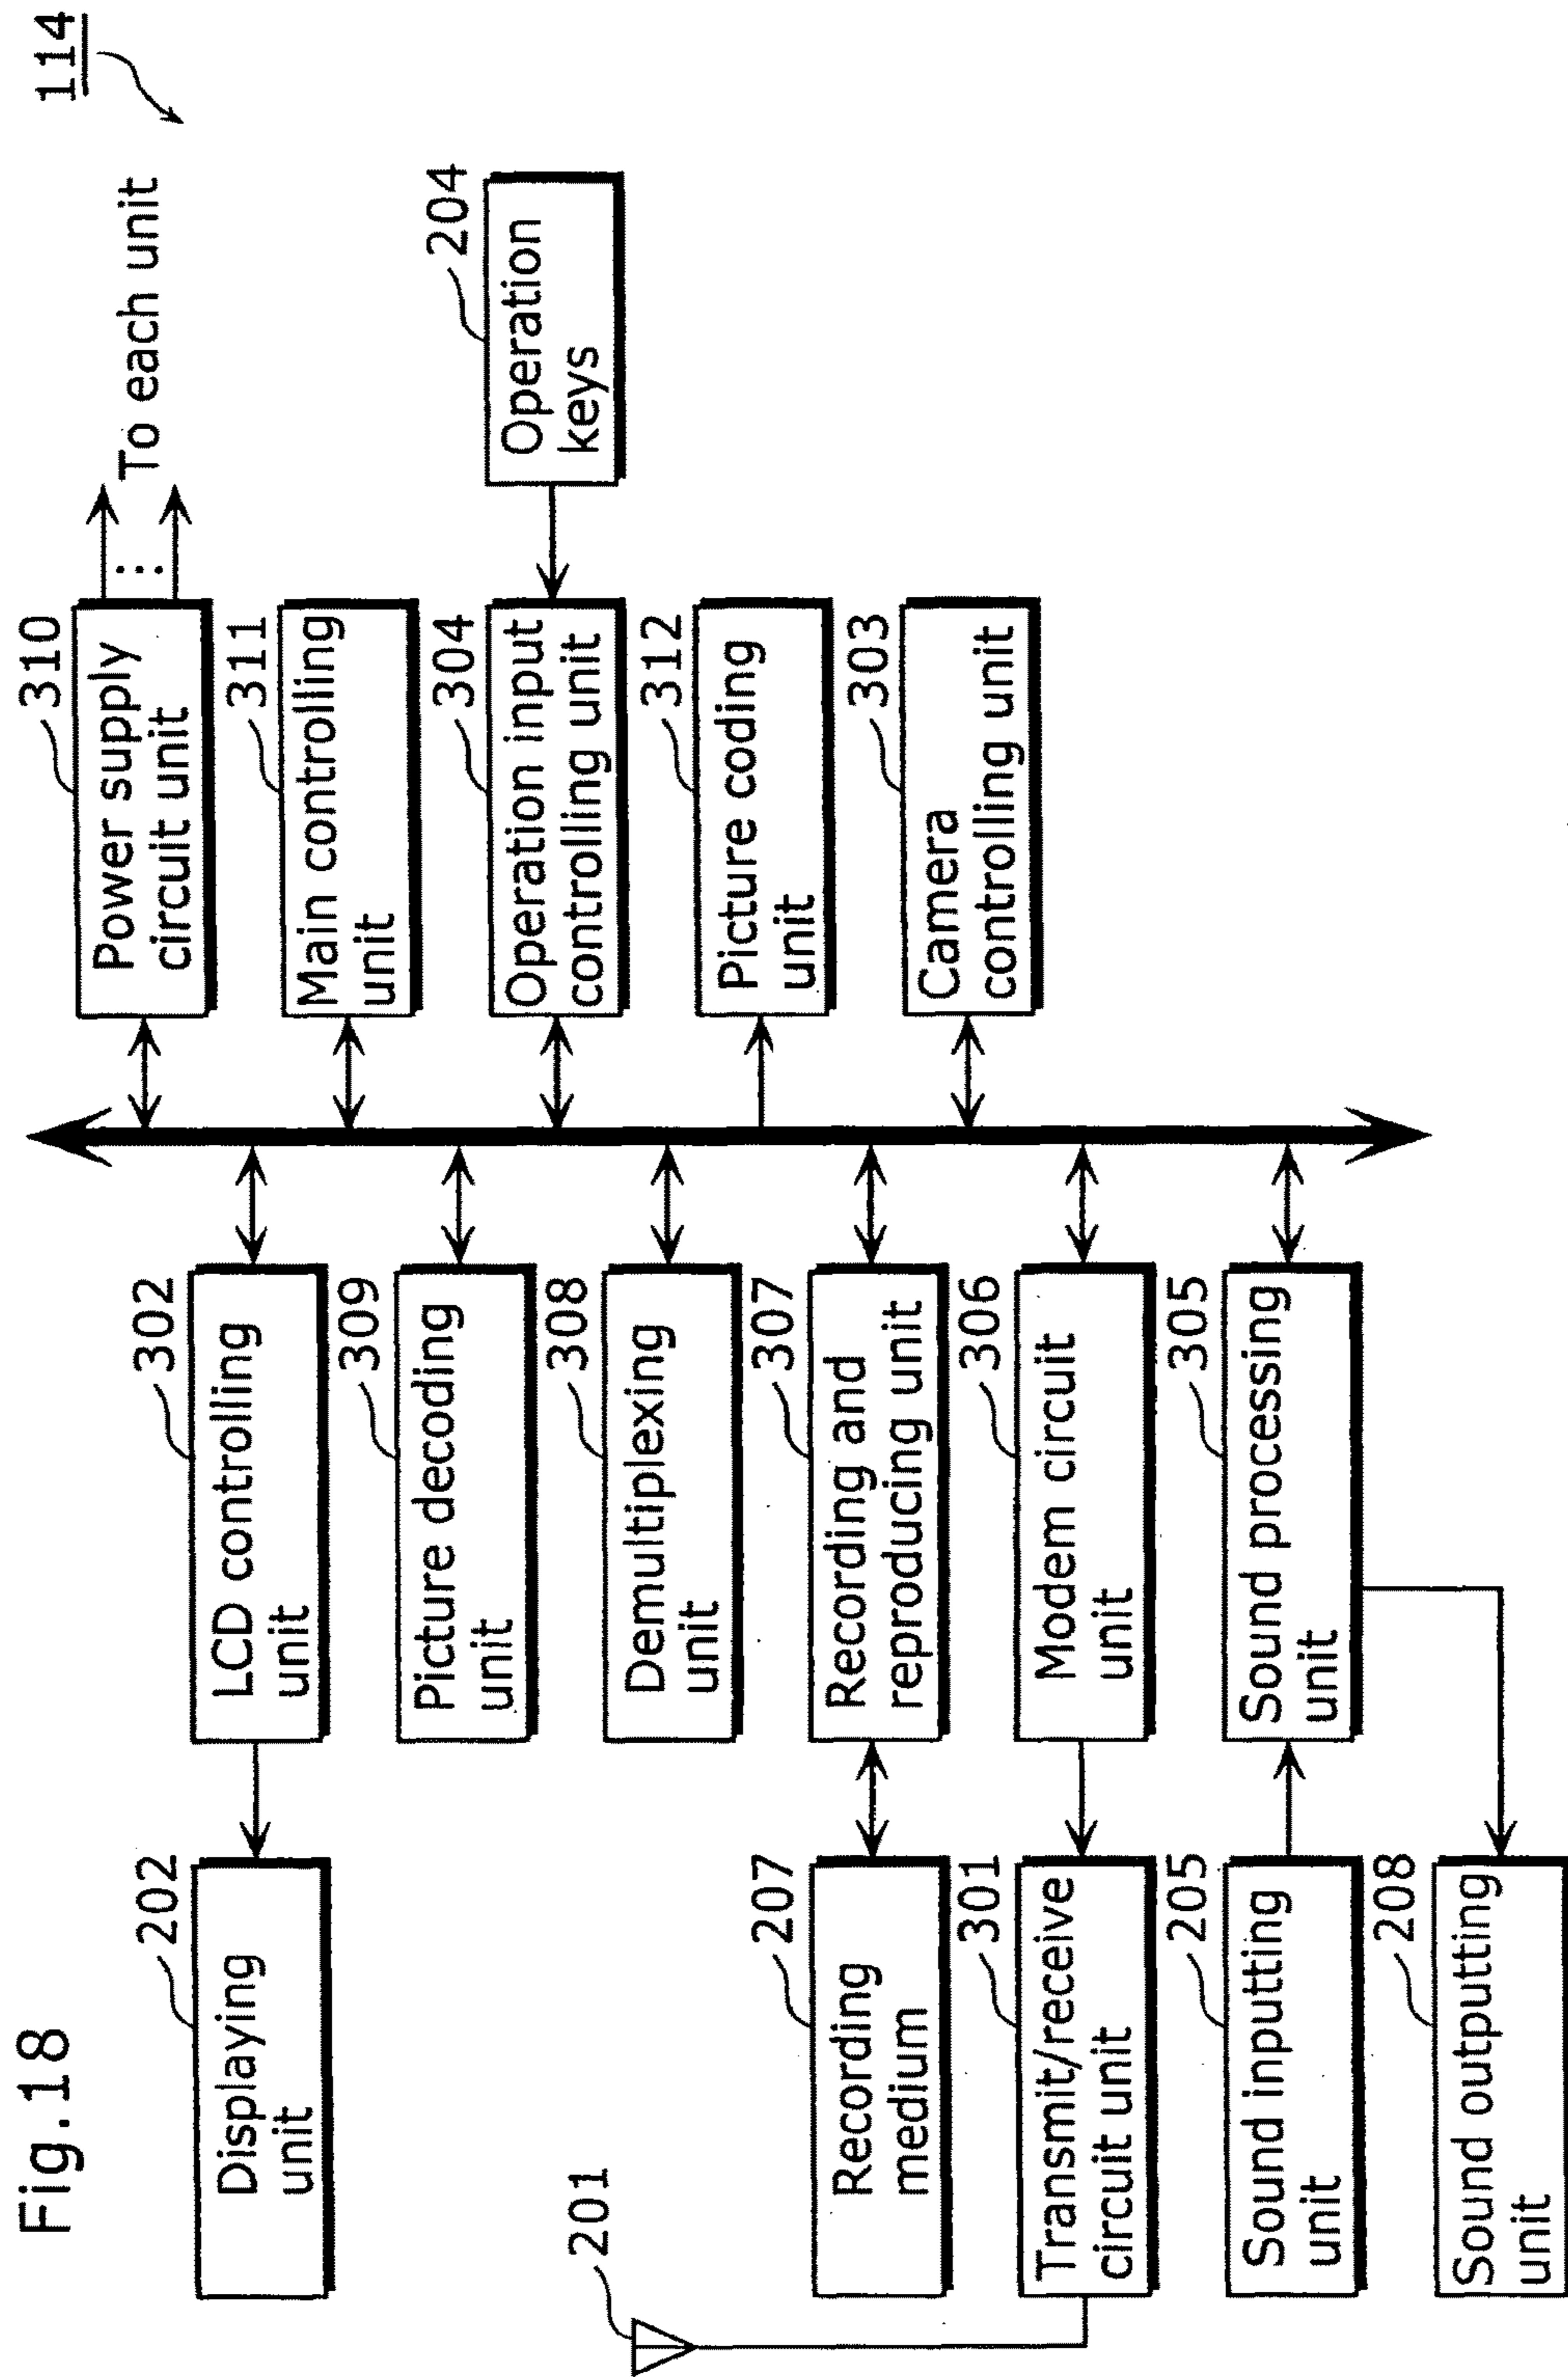 Fig.18
114
202
Displaying
unit
302
LCD controlling
unit
309
Picture decoding
unit
308
Demultiplexing
unit
207
Recording
medium
307
Recording and
reproducing unit
201
301
Transmit/receive
circuit unit
306
Modem circuit
unit
205
Sound inputting
unit
305
Sound processing
unit
208
Sound outputting
unit
310
Power supply
circuit unit
To each unit
311
Main controlling
unit
304
Operation input
controlling unit
204
Operation
keys
312
Picture coding
unit
303
Camera
controlling unit